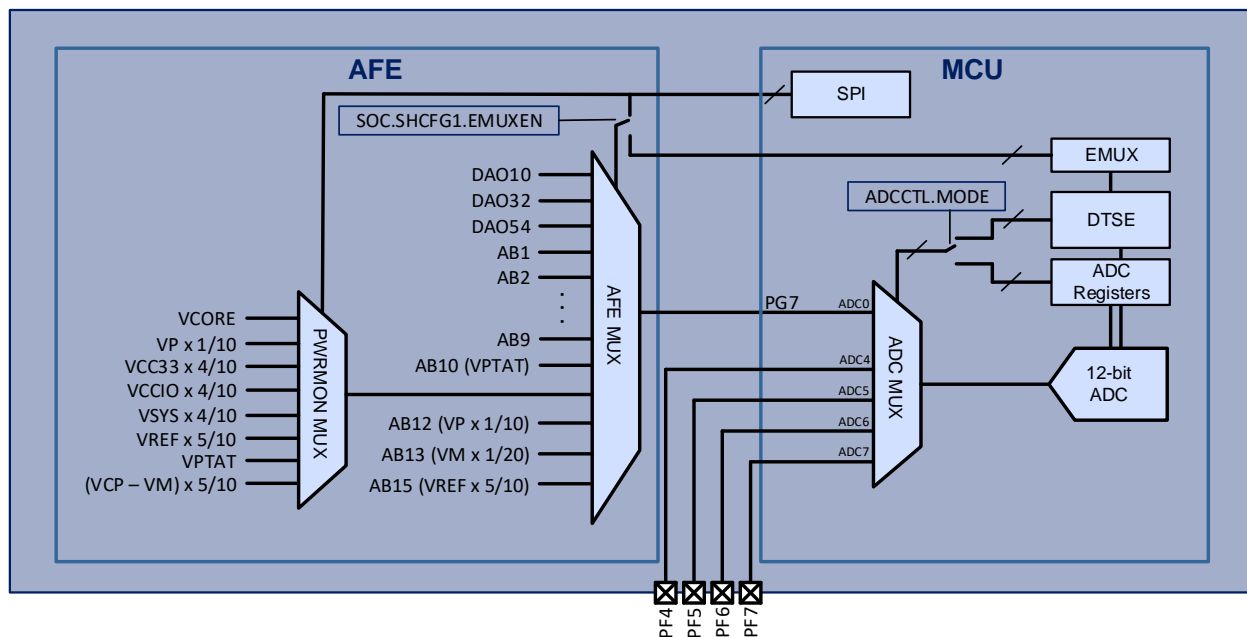 AFE
MCU
SPI
SOC.SHCFG1.EMUXEN
EMUX
DAO10
DAO32
DAO54
AB1
AB2
.
.
.
AB9
AB10 (VPTAT)
AB12 (VP x 1/10)
AB13 (VM x 1/20)
AB15 (VREF x 5/10)
AFE MUX
ADCCTL.MODE
DTSE
ADC
Registers
PG7
ADC0
ADC4
ADC5
ADC6
ADC7
ADC MUX
12-bit
ADC
VCORE
VP x 1/10
VCC33 x 4/10
VCCIO x 4/10
VSYS x 4/10
VREF x 5/10
VPTAT
(VCP – VM) x 5/10
PWRMON MUX
PF4
PF5
PF6
PF7